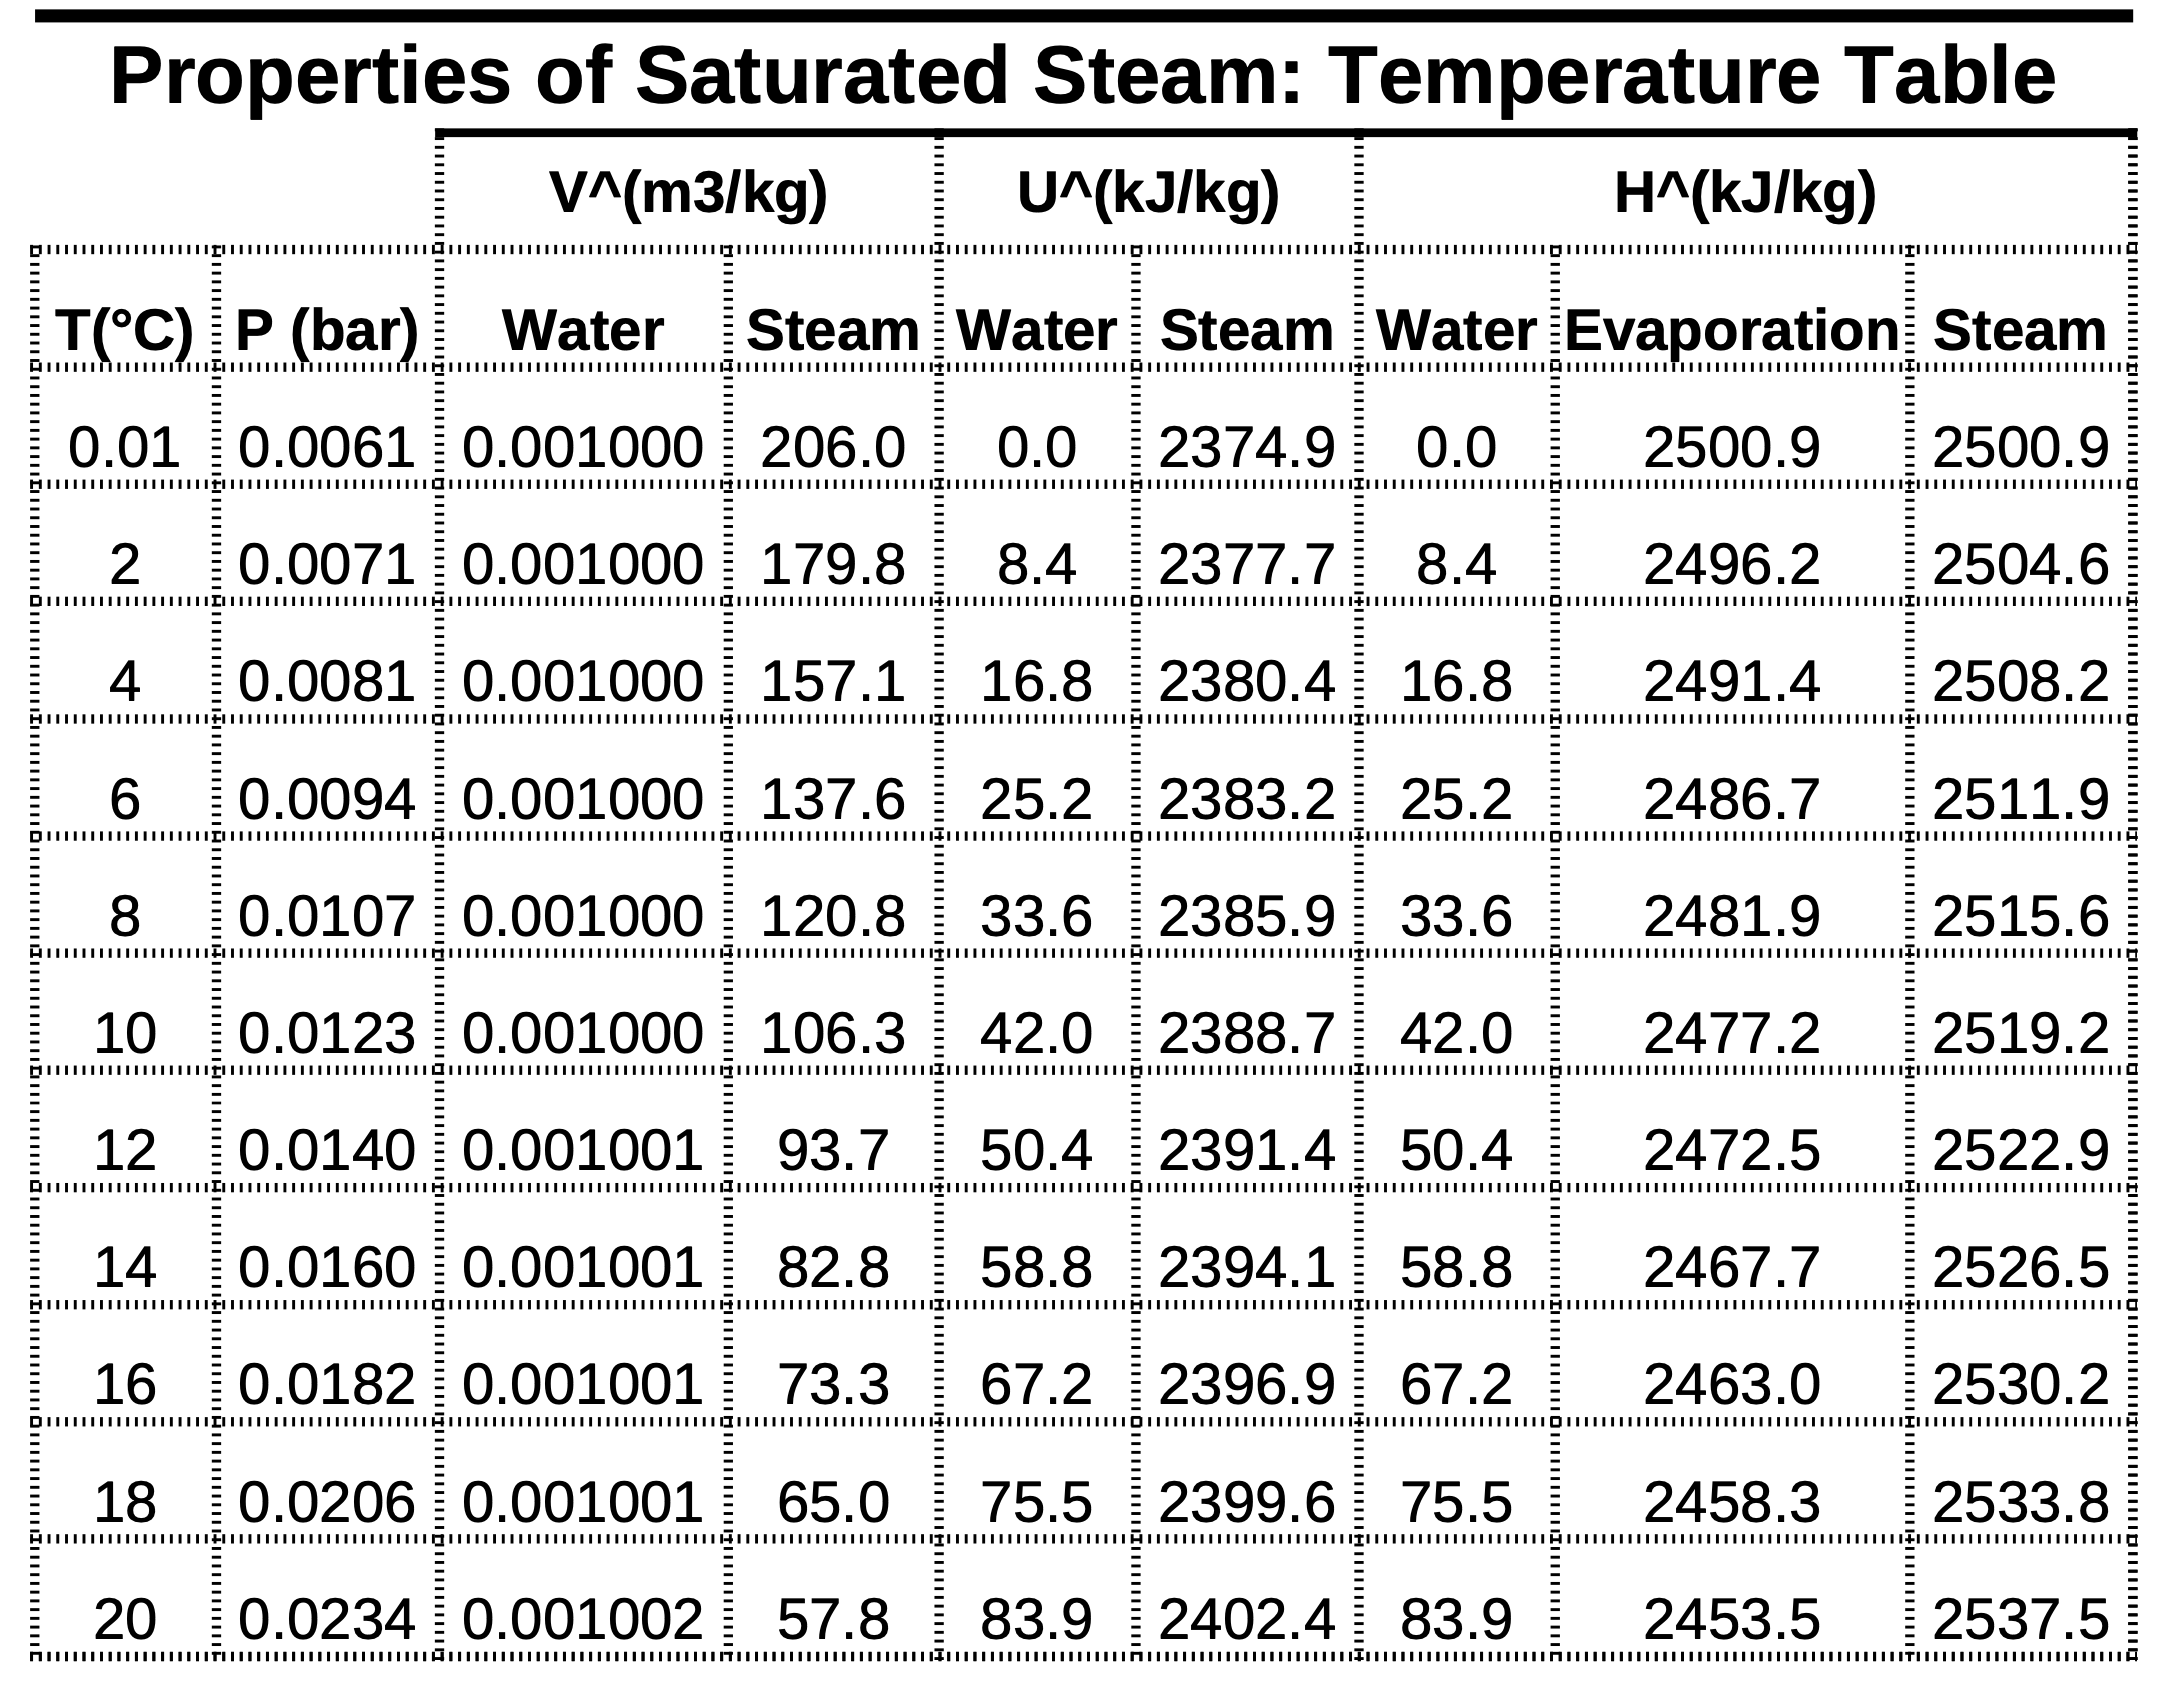 Properties of Saturated Steam: Temperature Table
V^(m3/kg) U^(kJ/kg) H^(kJ/kg)
T(°C) P (bar) Water Steam Water Steam Water Evaporation Steam
0.01 0.0061 0.001000 206.0 0.0 2374.9 0.0 2500.9 2500.9
2 0.0071 0.001000 179.8 8.4 2377.7 8.4 2496.2 2504.6
4 0.0081 0.001000 157.1 16.8 2380.4 16.8 2491.4 2508.2
6 0.0094 0.001000 137.6 25.2 2383.2 25.2 2486.7 2511.9
8 0.0107 0.001000 120.8 33.6 2385.9 33.6 2481.9 2515.6
10 0.0123 0.001000 106.3 42.0 2388.7 42.0 2477.2 2519.2
12 0.0140 0.001001 93.7 50.4 2391.4 50.4 2472.5 2522.9
14 0.0160 0.001001 82.8 58.8 2394.1 58.8 2467.7 2526.5
16 0.0182 0.001001 73.3 67.2 2396.9 67.2 2463.0 2530.2
18 0.0206 0.001001 65.0 75.5 2399.6 75.5 2458.3 2533.8
20 0.0234 0.001002 57.8 83.9 2402.4 83.9 2453.5 2537.5